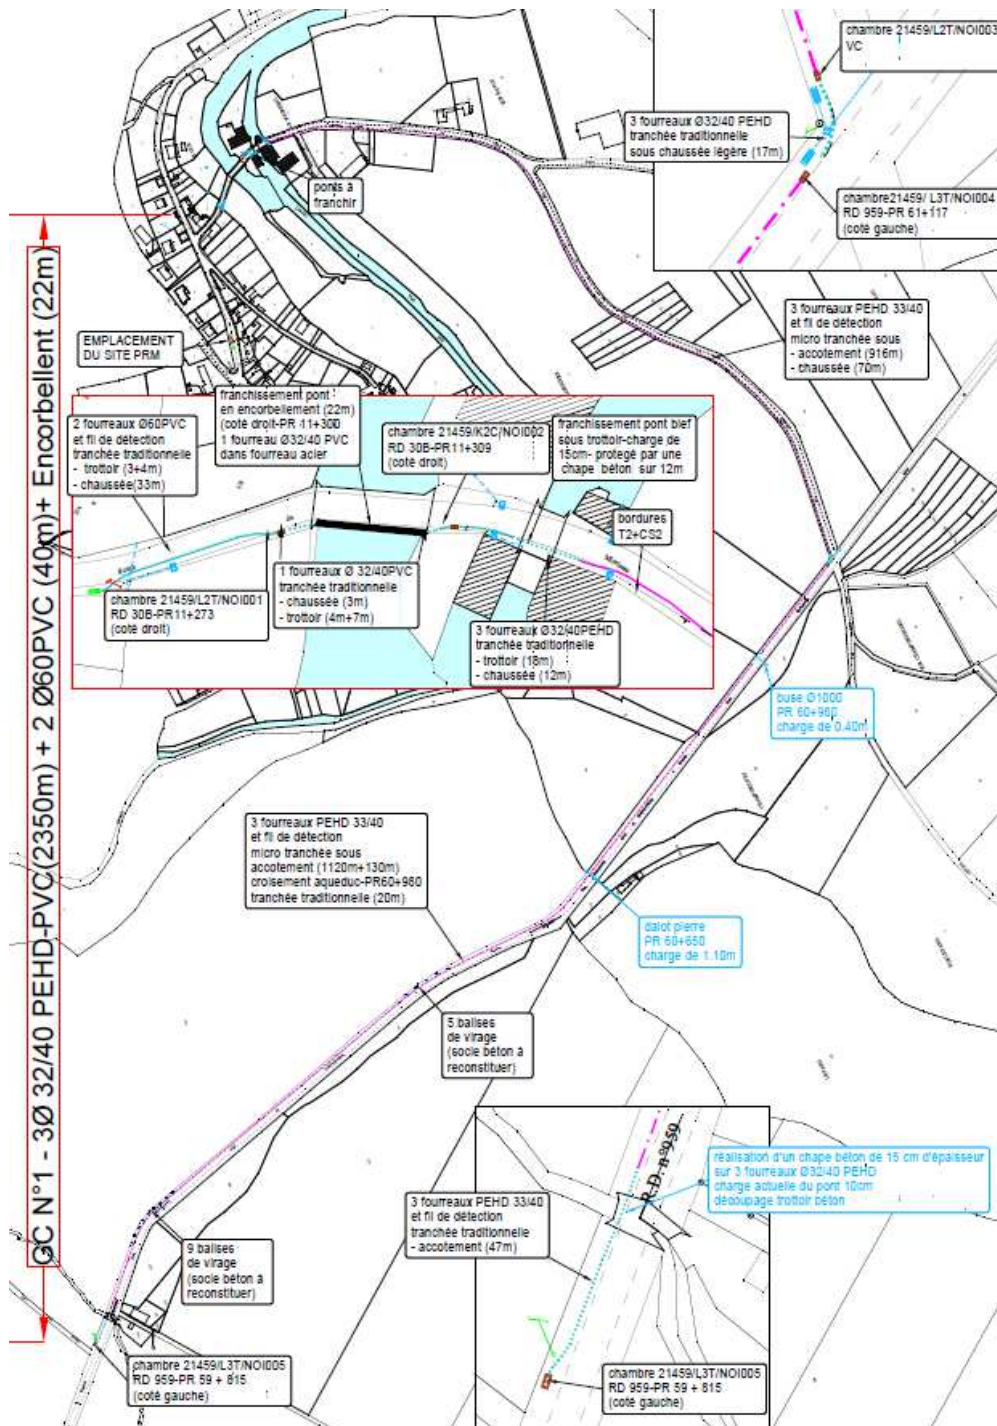 chambre 21459/L2T/NOI003
VC
3 fourreaux Ø32/40 PEHD
tranchée traditionnelle
sous chaussée légère (17m)
chambre21459/ L3T/NOI004
RD 959-PR 61+117
(coté gauche)
ponts à
franchir
3 fourreaux PEHD 33/40
et fil de détection
micro tranchée sous
- accotement (916m)
- chaussée (70m)
EMPLACEMENT
DU SITE PRM
GC N°1 - 3Ø 32/40 PEHD-PVC(2350m) + 2 Ø60PVC (40m)+ Encorbellent (22m)
2 fourreaux Ø60PVC
et fil de détection
tranchée traditionnelle
- trottoir (3+4m)
- chaussée(33m)
franchissement pont
en encorbellement (22m)
(coté droit-PR 11+300
1 fourreau Ø32/40 PVC
dans fourreau acier
chambre 21459/K2C/NOI002
RD 30B-PR11+309
(coté droit)
franchissement pont bief
sous trottoir-charge de
15cm- protegé par une
chape béton sur 12m
bordures
T2+CS2
chambre 21459/L2T/NOI001
RD 30B-PR11+273
(coté droit)
1 fourreaux Ø 32/40PVC
tranchée traditionnelle
- chaussée (3m)
- trottoir (4m+7m)
3 fourreaux Ø32/40PEHD
tranchée traditionnelle
- trottoir (18m)
- chaussée (12m)
buse Ø1000
PR 60+980
charge de 0.40m
3 fourreaux PEHD 33/40
et fil de détection
micro tranchée sous
accotement (1120m+130m)
croisement aqueduc-PR60+980
tranchée traditionnelle (20m)
dalot pierre
PR 60+650
charge de 1.10m
5 balises
de virage
(socle béton à
reconstituer)
R.D. n°959
réalisation d'un chape béton de 15 cm d'épaisseur
sur 3 fourreaux Ø32/40 PEHD
charge actuelle du pont 10cm
découpage trottoir béton
3 fourreaux PEHD 33/40
et fil de détection
tranchée traditionnelle
- accotement (47m)
9 balises
de virage
(socle béton à
reconstituer)
chambre 21459/L3T/NOI005
RD 959-PR 59 + 815
(coté gauche)
chambre 21459/L3T/NOI005
RD 959-PR 59 + 815
(coté gauche)